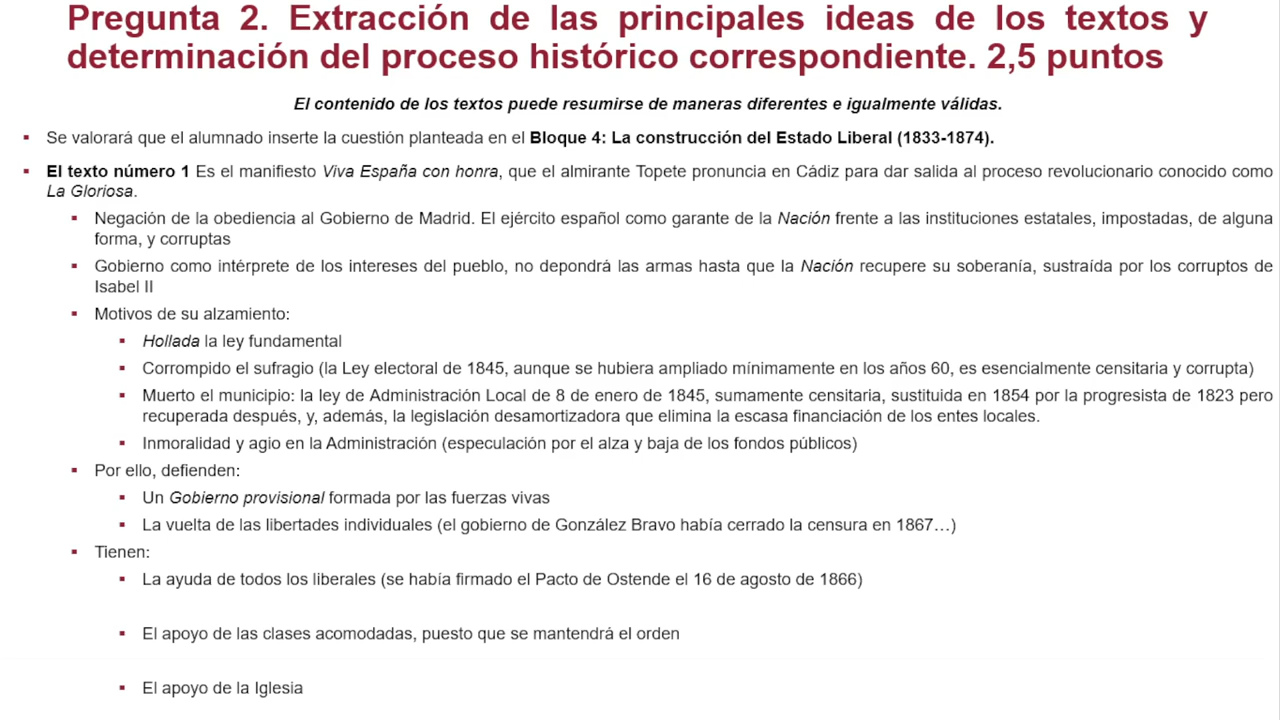 Pregunta 2. Extracción de las principales ideas de los textos y
determinación del proceso histórico correspondiente. 2,5 puntos
El contenido de los textos puede resumirse de maneras diferentes e igualmente válidas.
▪ Se valorará que el alumnado inserte la cuestión planteada en el Bloque 4: La construcción del Estado Liberal (1833-1874).
▪ El texto número 1 Es el manifiesto Viva España con honra, que el almirante Topete pronuncia en Cádiz para dar salida al proceso revolucionario conocido como
La Gloriosa.
▪ Negación de la obediencia al Gobierno de Madrid. El ejército español como garante de la Nación frente a las instituciones estatales, impostadas, de alguna
forma, y corruptas
▪ Gobierno como intérprete de los intereses del pueblo, no depondrá las armas hasta que la Nación recupere su soberanía, sustraída por los corruptos de
Isabel II
▪ Motivos de su alzamiento:
▪ Hollada la ley fundamental
▪ Corrompido el sufragio (la Ley electoral de 1845, aunque se hubiera ampliado mínimamente en los años 60, es esencialmente censitaria y corrupta)
▪ Muerto el municipio: la ley de Administración Local de 8 de enero de 1845, sumamente censitaria, sustituida en 1854 por la progresista de 1823 pero
recuperada después, y, además, la legislación desamortizadora que elimina la escasa financiación de los entes locales.
▪ Inmoralidad y agio en la Administración (especulación por el alza y baja de los fondos públicos)
▪ Por ello, defienden:
▪ Un Gobierno provisional formada por las fuerzas vivas
▪ La vuelta de las libertades individuales (el gobierno de González Bravo había cerrado la censura en 1867…)
▪ Tienen:
▪ La ayuda de todos los liberales (se había firmado el Pacto de Ostende el 16 de agosto de 1866)
▪ El apoyo de las clases acomodadas, puesto que se mantendrá el orden
▪ El apoyo de la Iglesia